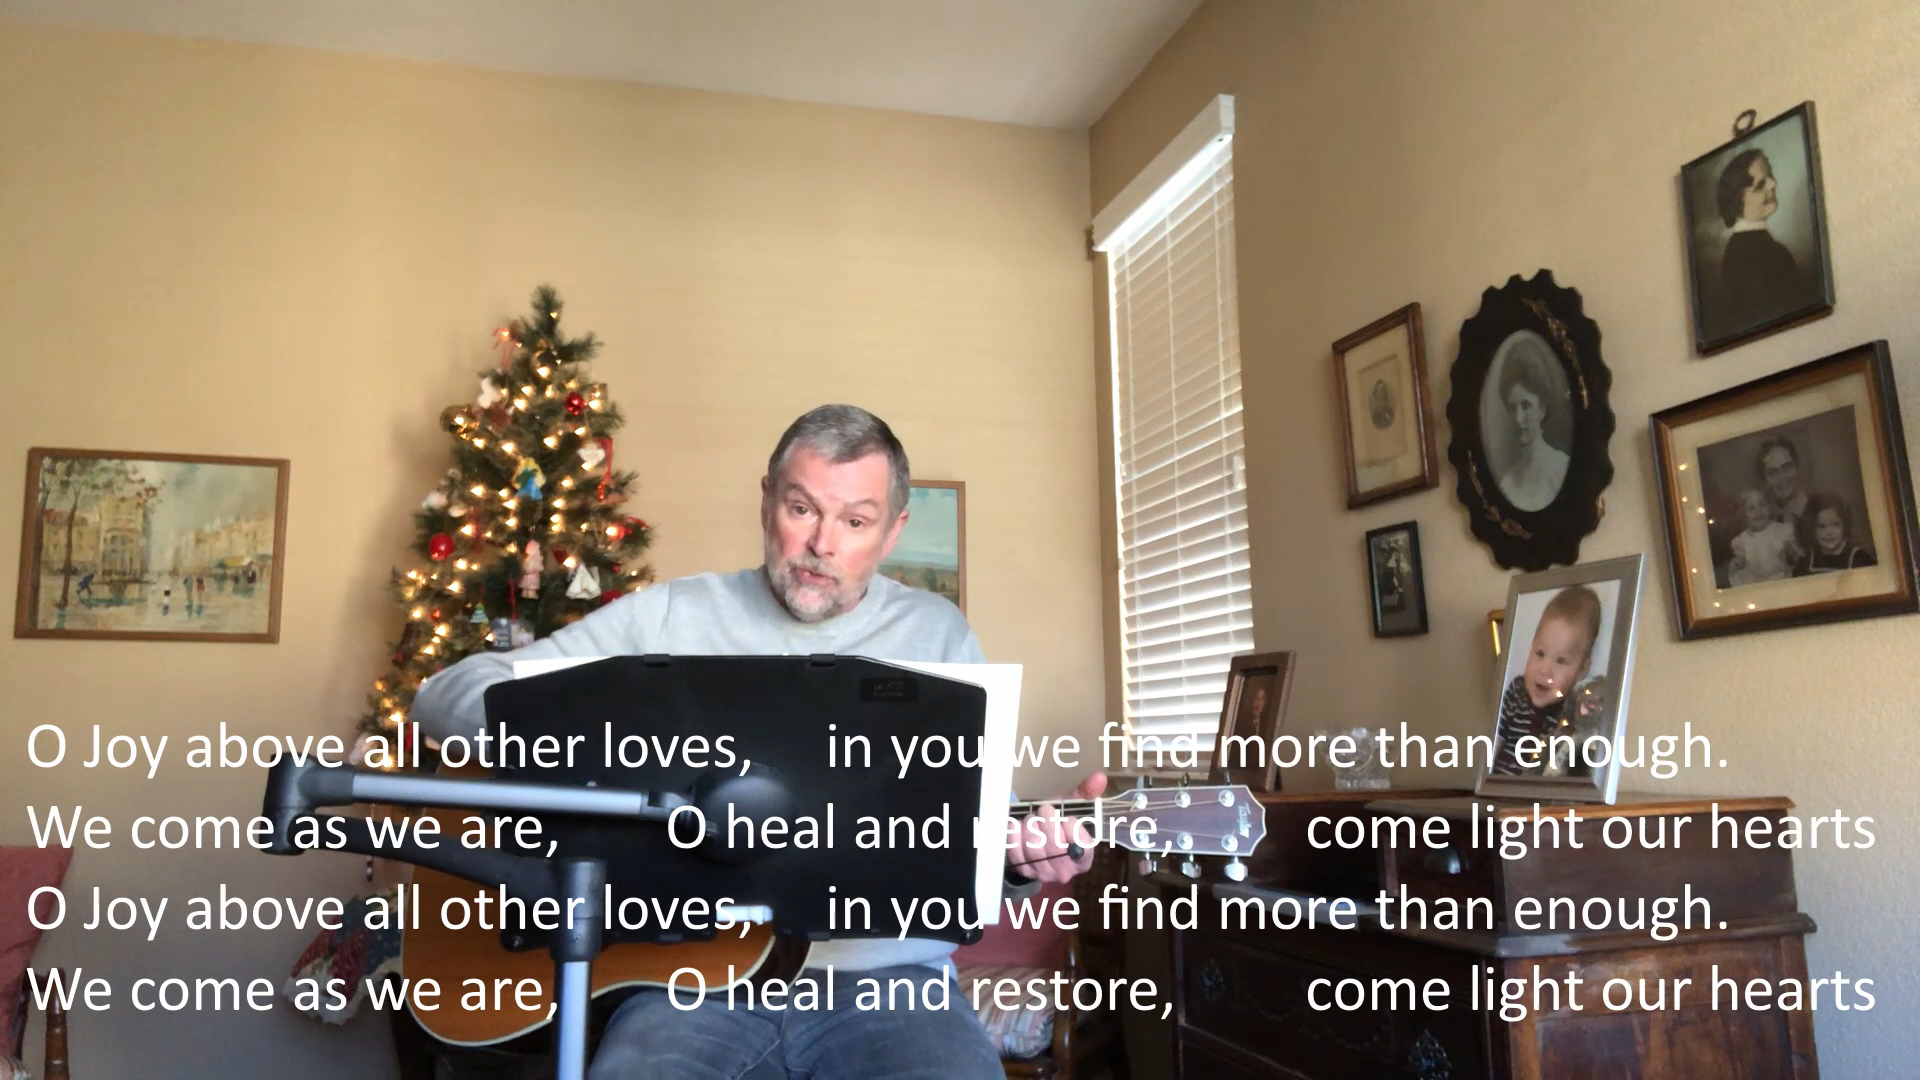 O Joy above all other loves, in you we find more than enough.
We come as we are, O heal and restore, come light our hearts
O Joy above all other loves, in you we find more than enough.
We come as we are, O heal and restore, come light our hearts